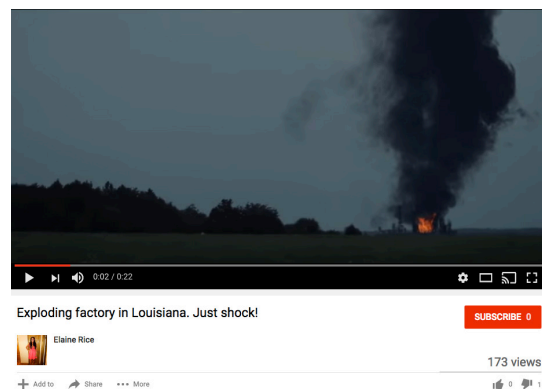 0:02 / 0:22
Exploding factory in Louisiana. Just shock!
SUBSCRIBE 0
Elaine Rice
173 views
Add to Share More
0 1